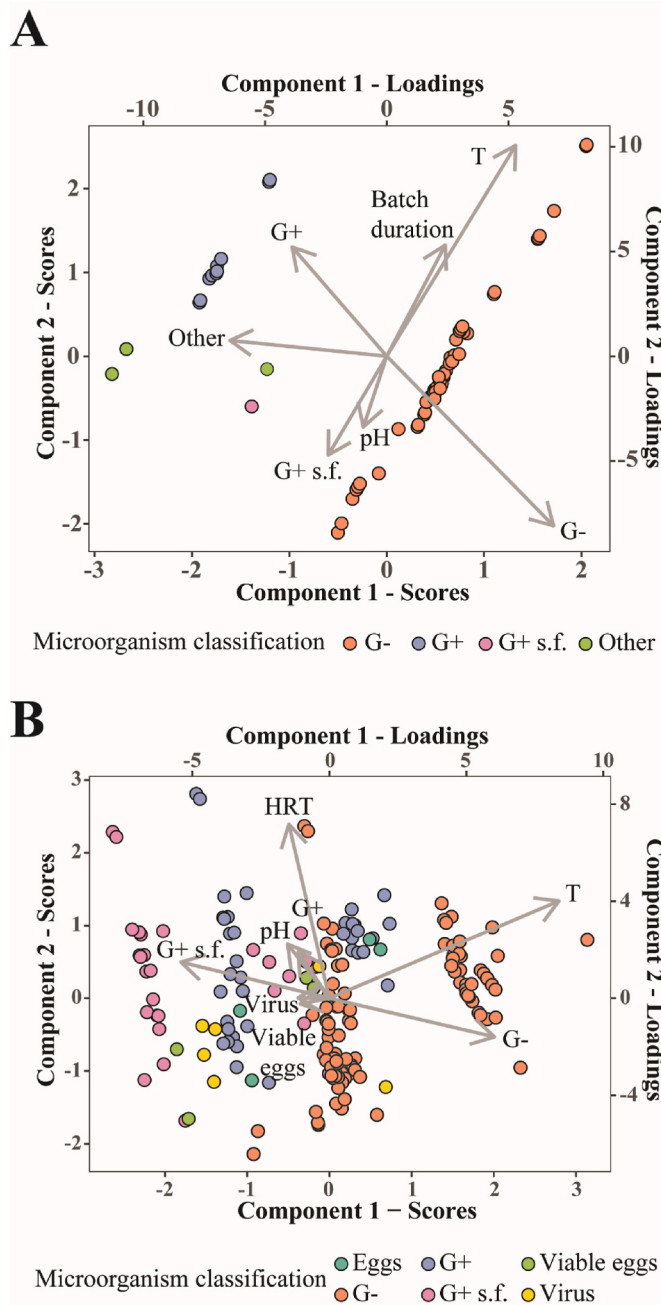 A
Component 1 - Loadings
-10 -5 0 5
T
Batch
duration
G+
Other
pH
G+ s.f.
G-
2
1
0
-1
-2
Component 2 - Scores
10
5
0
-5
Component 2 - Loadings
-3 -2 -1 0 1 2
Component 1 - Scores
Microorganism classification G- G+ G+ s.f. Other
B
Component 1 - Loadings
-5 0 5 10
HRT
T
G+
pH
G+ s.f.
Virus
Viable
eggs
G-
3
2
1
0
-1
-2
Component 2 - Scores
8
4
0
-4
Component 2 - Loadings
-2 -1 0 1 2 3
Component 1 − Scores
Microorganism classification
Eggs G+ Viable eggs
G- G+ s.f. Virus